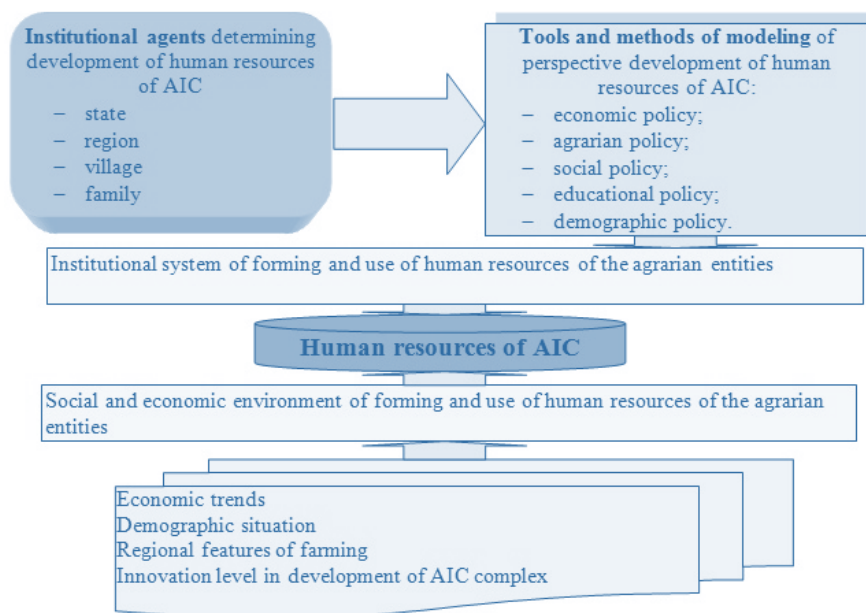 Institutional agents determining
development of human resources
of AIC
– state
– region
– village
– family
Tools and methods of modeling of
perspective development of human
resources of AIC:
– economic policy;
– agrarian policy;
– social policy;
– educational policy;
– demographic policy.
Institutional system of forming and use of human resources of the agrarian entities
Human resources of AIC
Social and economic environment of forming and use of human resources of the agrarian
entities
Economic trends
Demographic situation
Regional features of farming
Innovation level in development of AIC complex